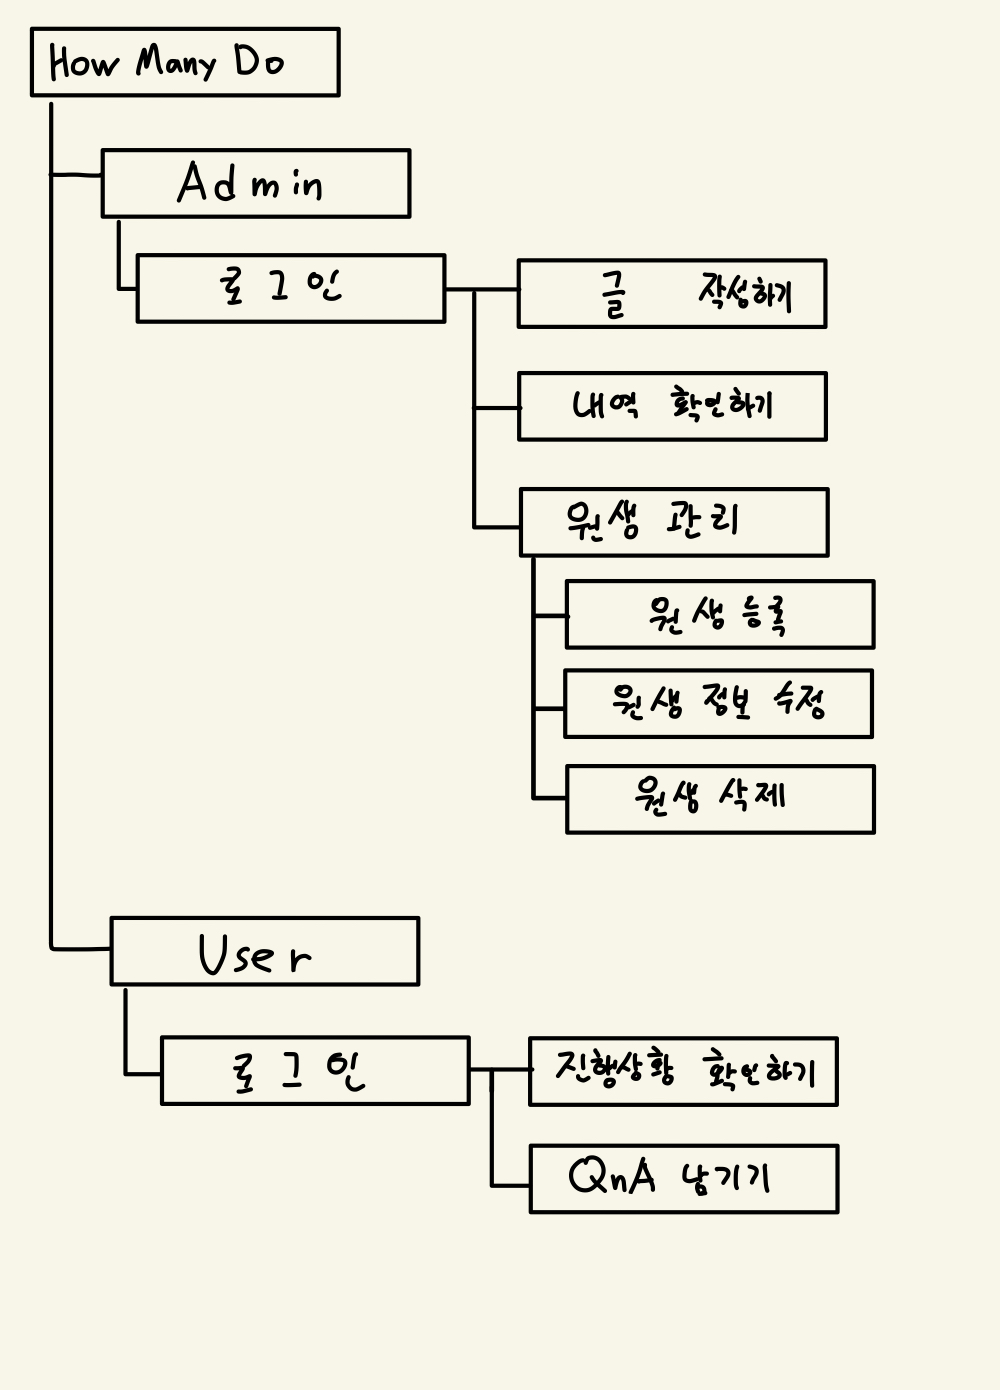 How Many Do
Admin
로그인
글 작성하기
내역 확인하기
원생 관리
원생 등록
원생 정보 수정
원생 삭제
User
로그인
진행상황 확인하기
QnA 남기기